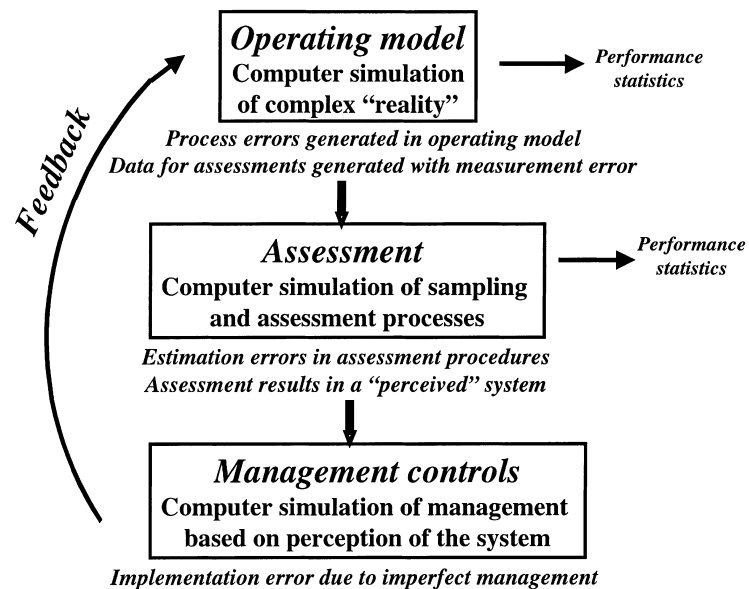 Operating model
Computer simulation
of complex “reality”
Performance
statistics
Process errors generated in operating model
Data for assessments generated with measurement error
Feedback
Assessment
Computer simulation of sampling
and assessment processes
Performance
statistics
Estimation errors in assessment procedures
Assessment results in a “perceived” system
Management controls
Computer simulation of management
based on perception of the system
Implementation error due to imperfect management